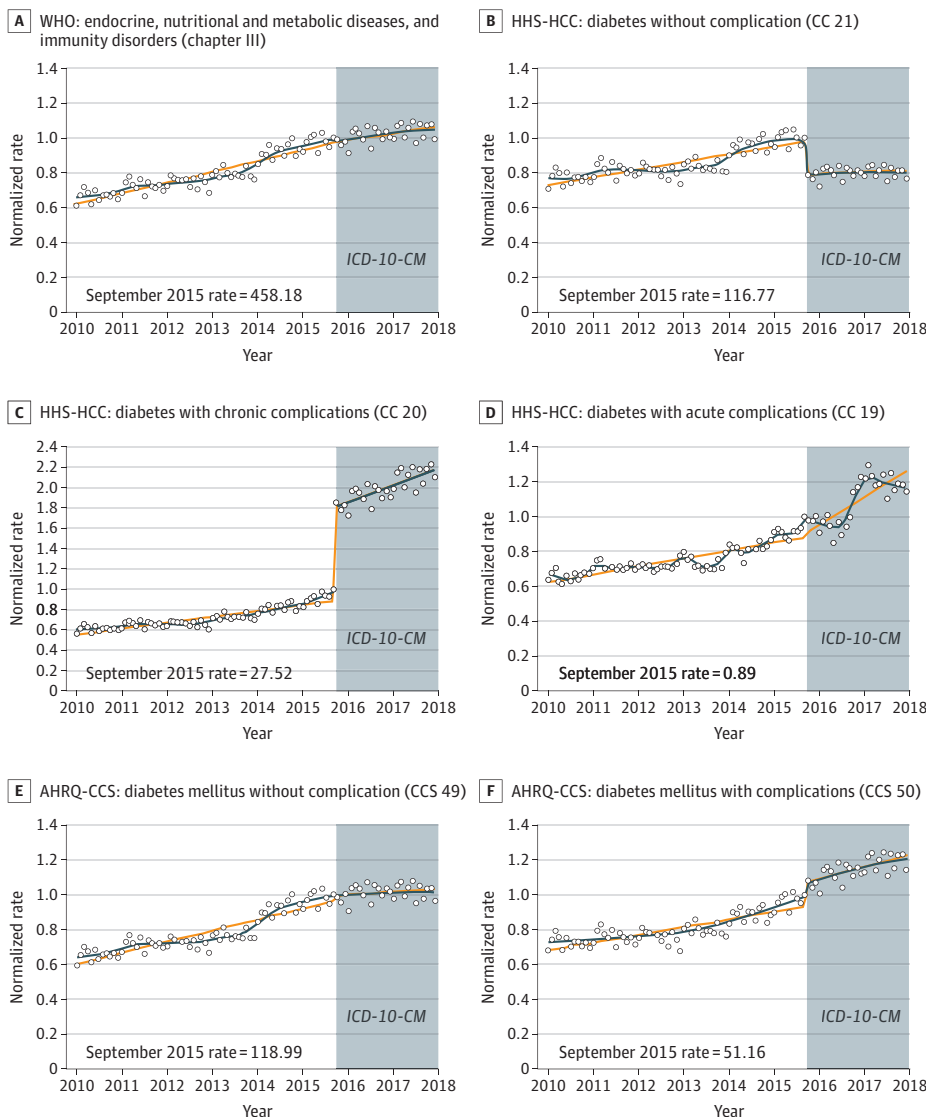 A WHO: endocrine, nutritional and metabolic diseases, and
immunity disorders (chapter III)
1.4
1.2
1.0
0.8
0.6
0.4
0.2
0
Normalized rate
ICD-10-CM
September 2015 rate = 458.18
2010 2011 2012 2013 2014 2015 2016 2017 2018
Year
B HHS-HCC: diabetes without complication (CC 21)
1.4
1.2
1.0
0.8
0.6
0.4
0.2
0
Normalized rate
ICD-10-CM
September 2015 rate = 116.77
2010 2011 2012 2013 2014 2015 2016 2017 2018
Year
C HHS-HCC: diabetes with chronic complications (CC 20)
2.4
2.2
2.0
1.8
1.6
1.4
1.2
1.0
0.8
0.6
0.4
0.2
0
Normalized rate
ICD-10-CM
September 2015 rate = 27.52
2010 2011 2012 2013 2014 2015 2016 2017 2018
Year
D HHS-HCC: diabetes with acute complications (CC 19)
1.4
1.2
1.0
0.8
0.6
0.4
0.2
0
Normalized rate
ICD-10-CM
September 2015 rate = 0.89
2010 2011 2012 2013 2014 2015 2016 2017 2018
Year
E AHRQ-CCS: diabetes mellitus without complication (CCS 49)
1.4
1.2
1.0
0.8
0.6
0.4
0.2
0
Normalized rate
ICD-10-CM
September 2015 rate = 118.99
2010 2011 2012 2013 2014 2015 2016 2017 2018
Year
F AHRQ-CCS: diabetes mellitus with complications (CCS 50)
1.4
1.2
1.0
0.8
0.6
0.4
0.2
0
Normalized rate
ICD-10-CM
September 2015 rate = 51.16
2010 2011 2012 2013 2014 2015 2016 2017 2018
Year